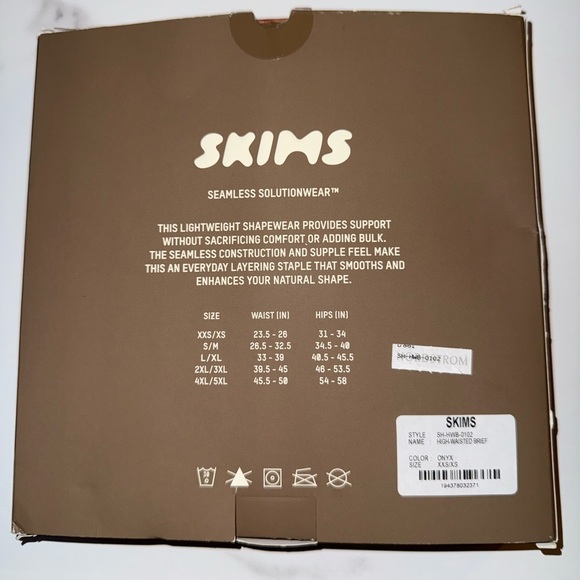 SKIMS
SEAMLESS SOLUTIONWEAR™
THIS LIGHTWEIGHT SHAPEWEAR PROVIDES SUPPORT
WITHOUT SACRIFICING COMFORT OR ADDING BULK.
THE SEAMLESS CONSTRUCTION AND SUPPLE FEEL MAKE
THIS AN EVERYDAY LAYERING STAPLE THAT SMOOTHS AND
ENHANCES YOUR NATURAL SHAPE.
SIZE WAIST (IN) HIPS (IN)
XXS/XS 23.5 - 26 31 - 34
S/M 26.5 - 32.5 34.5 - 40
L/XL 33 - 39 40.5 - 45.5
2XL/3XL 39.5 - 45 46 - 53.5
4XL/5XL 45.5 - 50 54 - 58
SH-HWB-0102
SKIMS
STYLE SH-HWB-0102
NAME HIGH-WAISTED BRIEF
COLOR ONYX
SIZE XXS/XS
194378032371